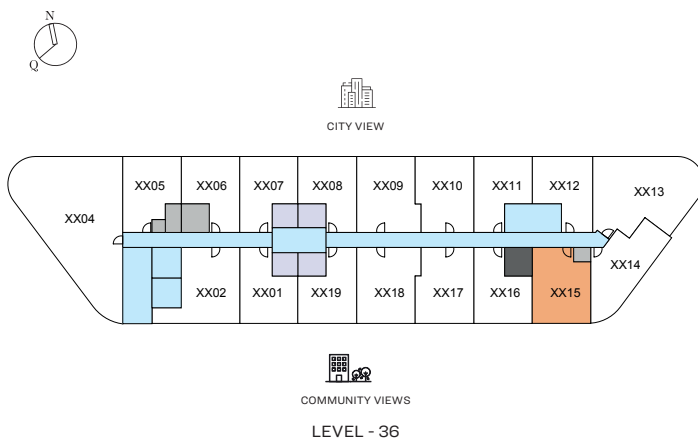 N
Q
CITY VIEW
XX05 XX06 XX07 XX08 XX09 XX10 XX11 XX12
XX13
XX04
XX14
XX02 XX01 XX19 XX18 XX17 XX16 XX15
COMMUNITY VIEWS
LEVEL - 36